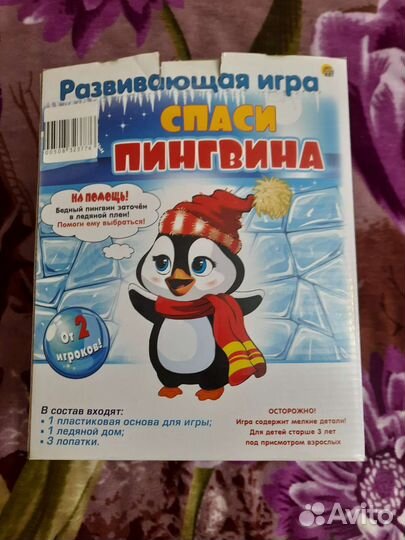 Развивающая игра
СПАСИ
ПИНГВИНА
НА ПОМОЩЬ!
Бедный пингвин заточён
в ледяной плен!
Помоги ему выбраться!
От 2
игроков!
В состав входят:
• 1 пластиковая основа для игры;
• 1 ледяной дом;
• 3 лопатки.
ОСТОРОЖНО!
Игра содержит мелкие детали!
Для детей старше 3 лет
под присмотром взрослых
Avito